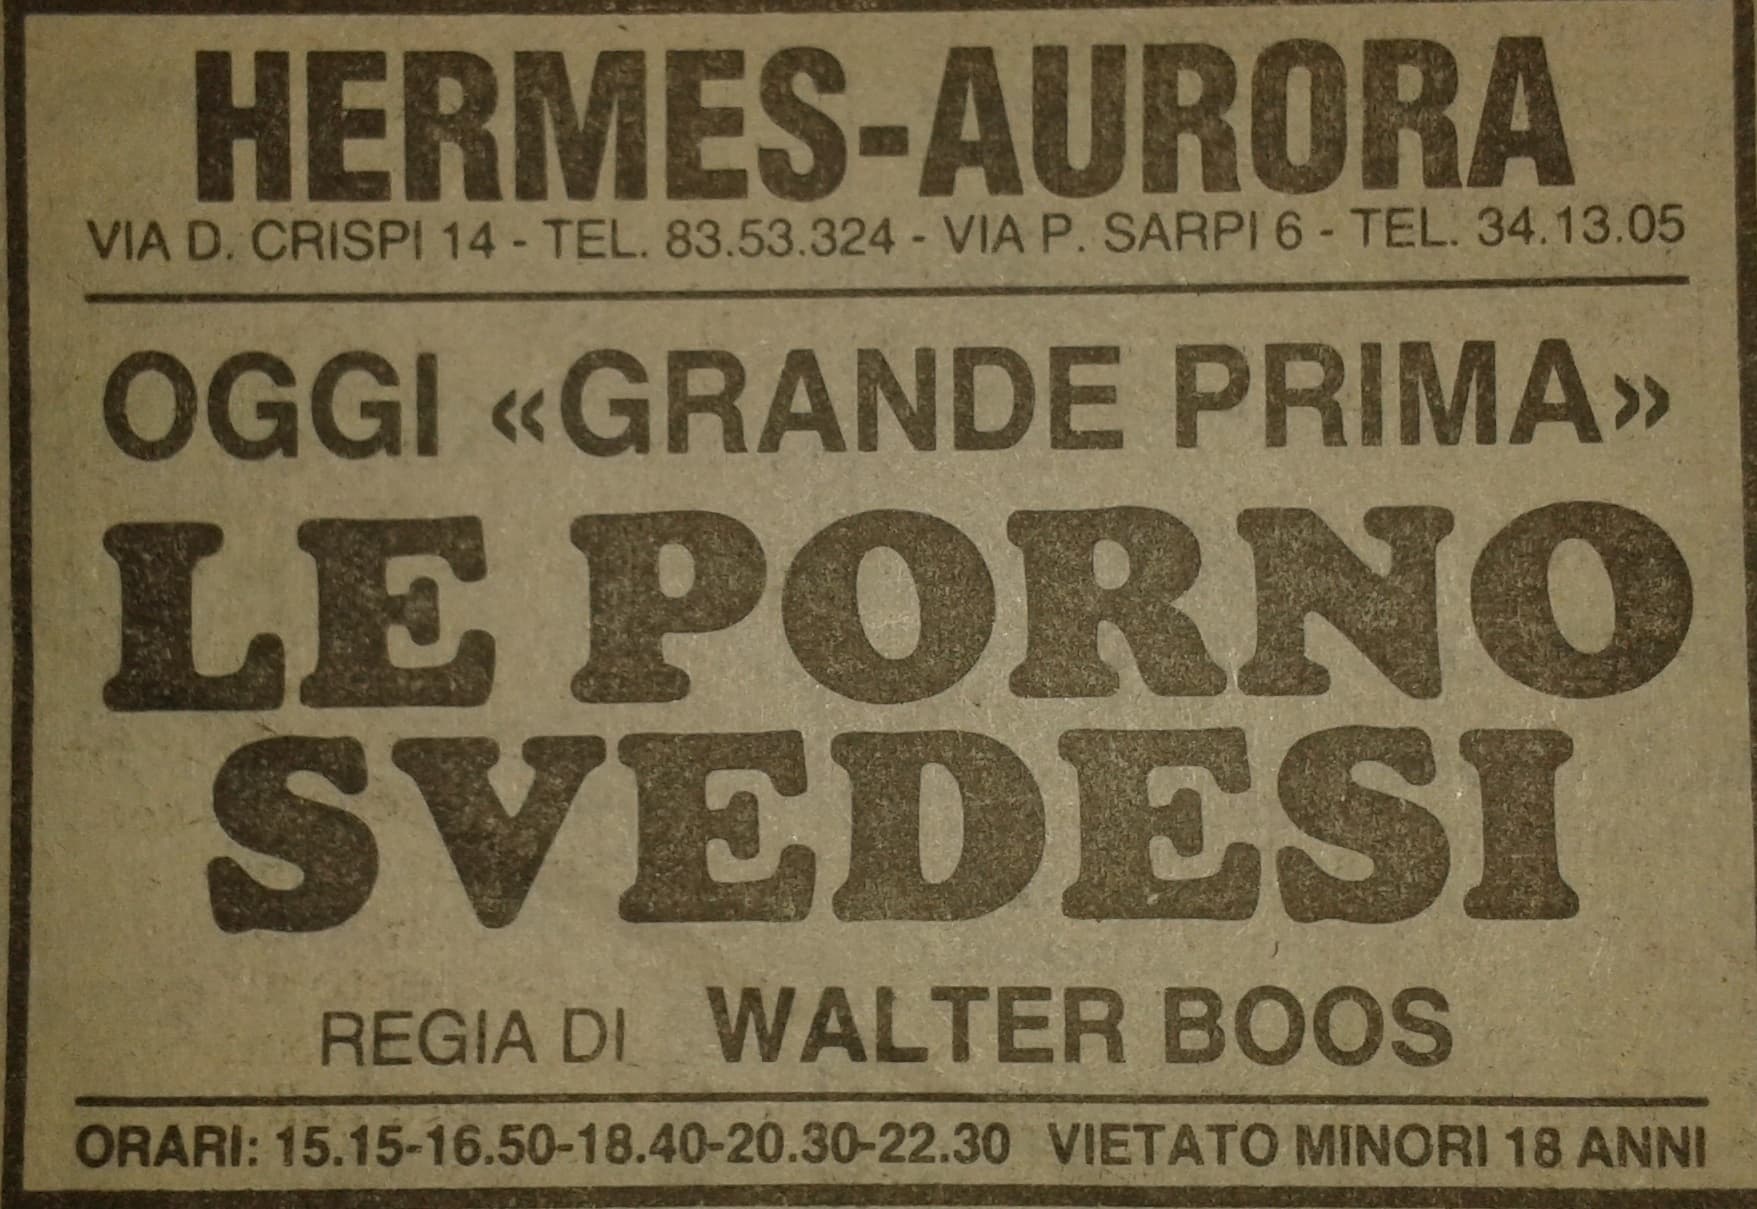 HERMES-AURORA
VIA D. CRISPI 14 - TEL. 83.53.324 - VIA P. SARPI 6 - TEL. 34.13.05
OGGI «GRANDE PRIMA»
LE PORNO
SVEDESI
REGIA DI WALTER BOOS
ORARI: 15.15-16.50-18.40-20.30-22.30 VIETATO MINORI 18 ANNI